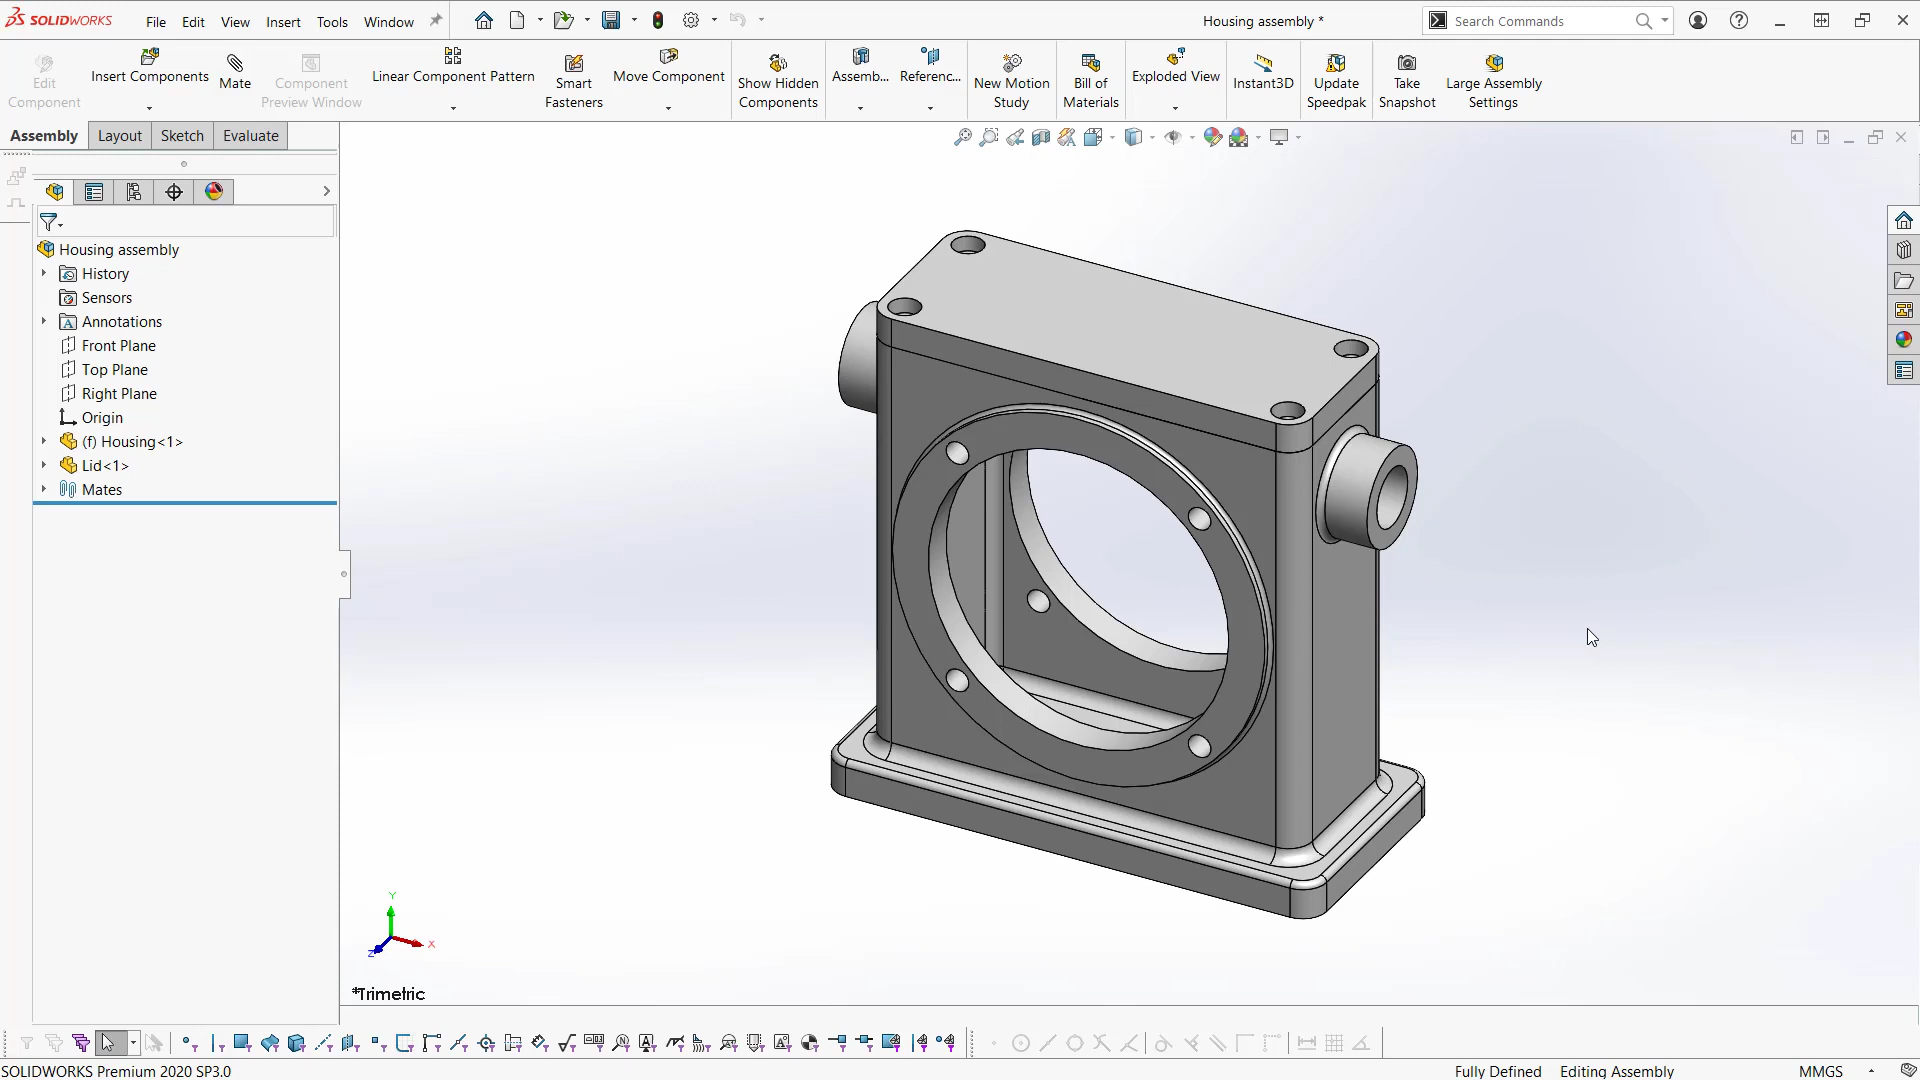 SOLIDWORKS File Edit View Insert Tools Window Housing assembly * Search Commands
Edit Component
Insert Components
Mate
Component Preview Window
Linear Component Pattern
Smart Fasteners
Move Component
Show Hidden Components
Assemb...
Referenc...
New Motion Study
Bill of Materials
Exploded View
Instant3D
Update Speedpak
Take Snapshot
Large Assembly Settings
Assembly Layout Sketch Evaluate
Housing assembly
History
Sensors
Annotations
Front Plane
Top Plane
Right Plane
Origin
(f) Housing<1>
Lid<1>
Mates
Y
X
Z
*Trimetric
SOLIDWORKS Premium 2020 SP3.0 Fully Defined Editing Assembly MMGS